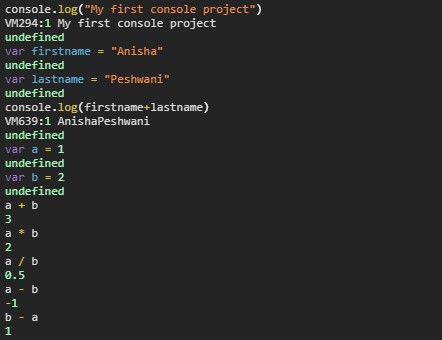 console.log("My first console project")
VM294:1 My first console project
undefined
var firstname = "Anisha"
undefined
var lastname = "Peshwani"
undefined
console.log(firstname+lastname)
VM639:1 AnishaPeshwani
undefined
var a = 1
undefined
var b = 2
undefined
a + b
3
a * b
2
a / b
0.5
a - b
-1
b - a
1